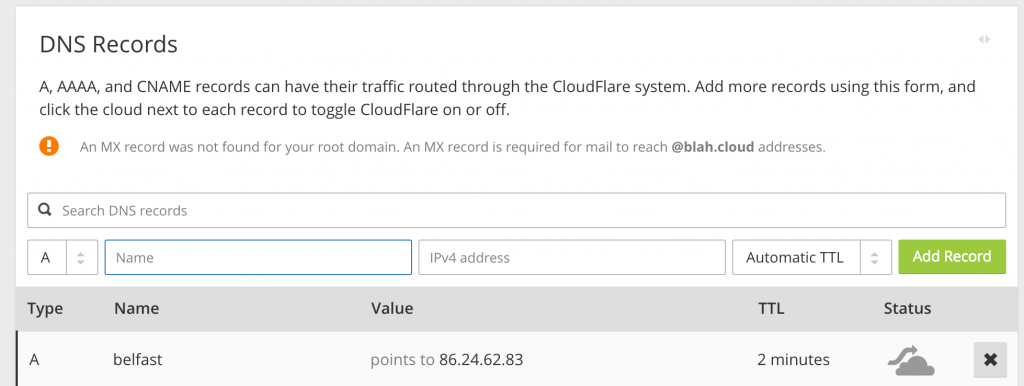 DNS Records
A, AAAA, and CNAME records can have their traffic routed through the CloudFlare system. Add more records using this form, and
click the cloud next to each record to toggle CloudFlare on or off.
An MX record was not found for your root domain. An MX record is required for mail to reach @blah.cloud addresses.
Search DNS records
A Name IPv4 address Automatic TTL Add Record
Type Name Value TTL Status
A belfast points to 86.24.62.83 2 minutes